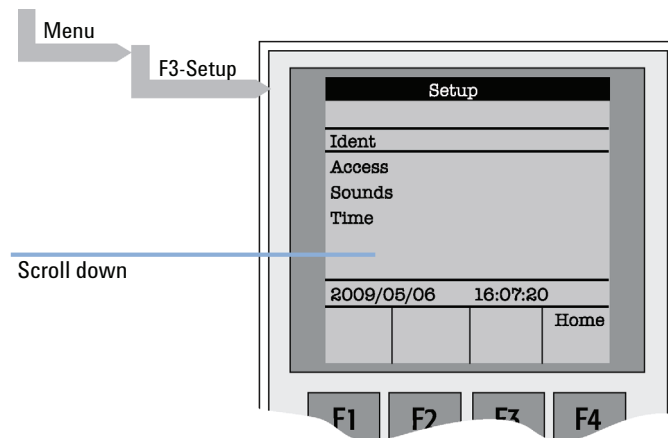 Menu
F3-Setup
Setup
Ident
Access
Sounds
Time
Scroll down
2009/05/06 16:07:20
Home
F1 F2 F3 F4